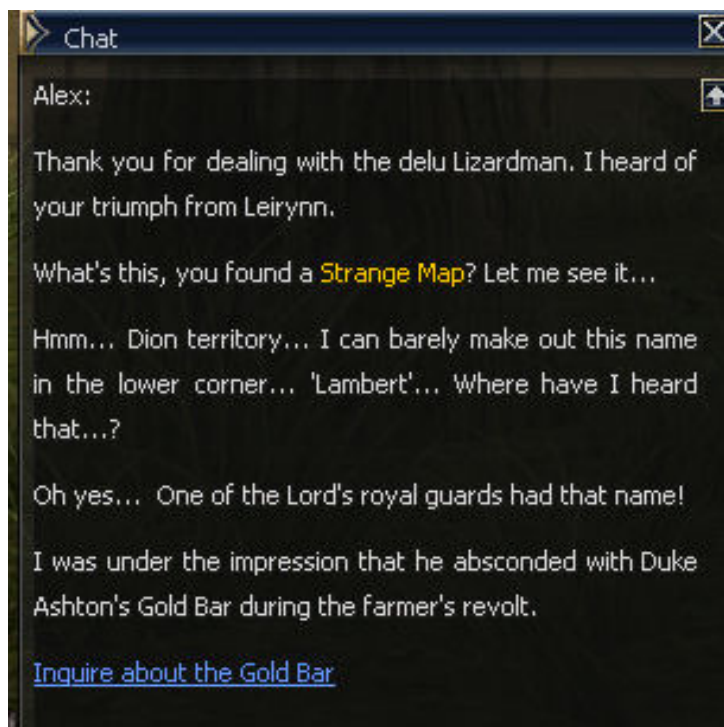 Chat
Alex:
Thank you for dealing with the delu Lizardman. I heard of
your triumph from Leirynn.
What's this, you found a Strange Map? Let me see it...
Hmm... Dion territory... I can barely make out this name
in the lower corner... 'Lambert'... Where have I heard
that...?
Oh yes... One of the Lord's royal guards had that name!
I was under the impression that he absconded with Duke
Ashton's Gold Bar during the farmer's revolt.
Inquire about the Gold Bar